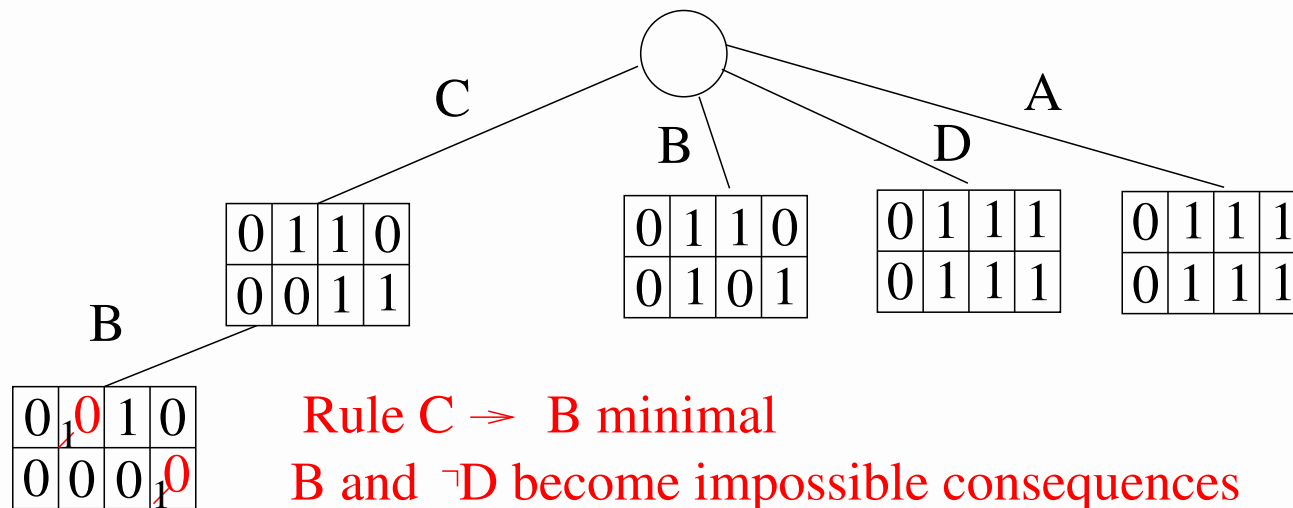 C
A
B
D
0 1 1 0
0 0 1 1
0 1 1 0
0 1 0 1
0 1 1 1
0 1 1 1
0 1 1 1
0 1 1 1
B
0 1 0 1 0
0 0 0 1 0
Rule C → B minimal
B and ¬D become impossible consequences